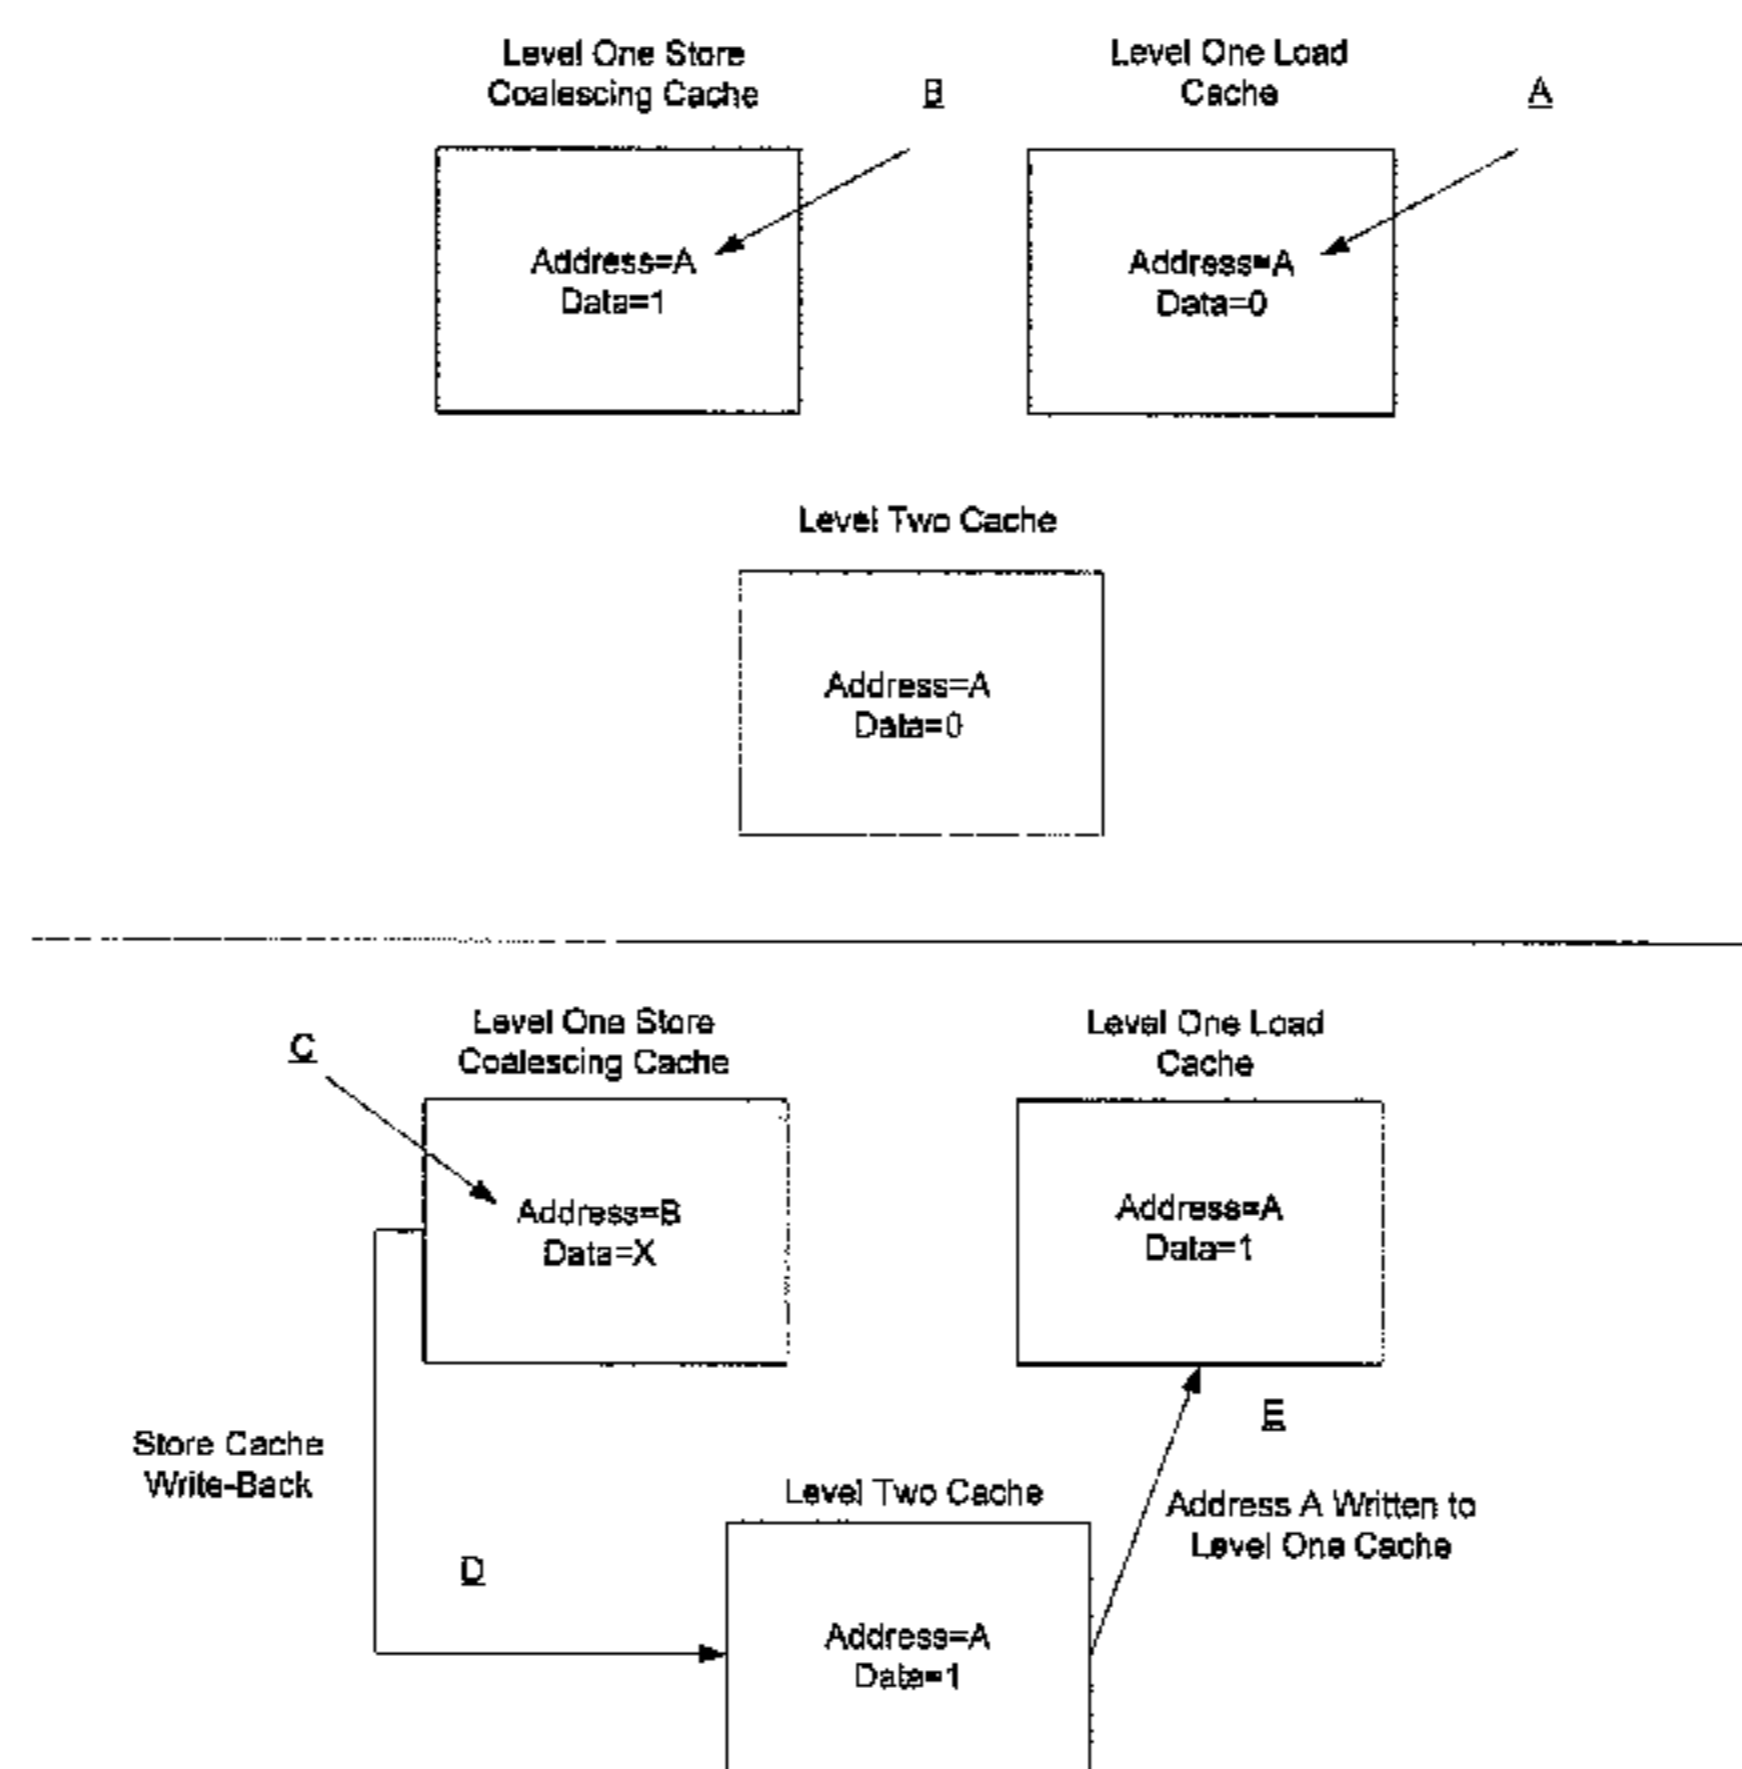 Level One Store
Coalescing Cache
B
Level One Load
Cache
A
Address=A
Data=1
Address=A
Data=0
Level Two Cache
Address=A
Data=0
C
Level One Store
Coalescing Cache
Level One Load
Cache
Address=B
Data=X
Address=A
Data=1
E
Store Cache
Write-Back
Level Two Cache
Address A Written to
Level One Cache
D
Address=A
Data=1